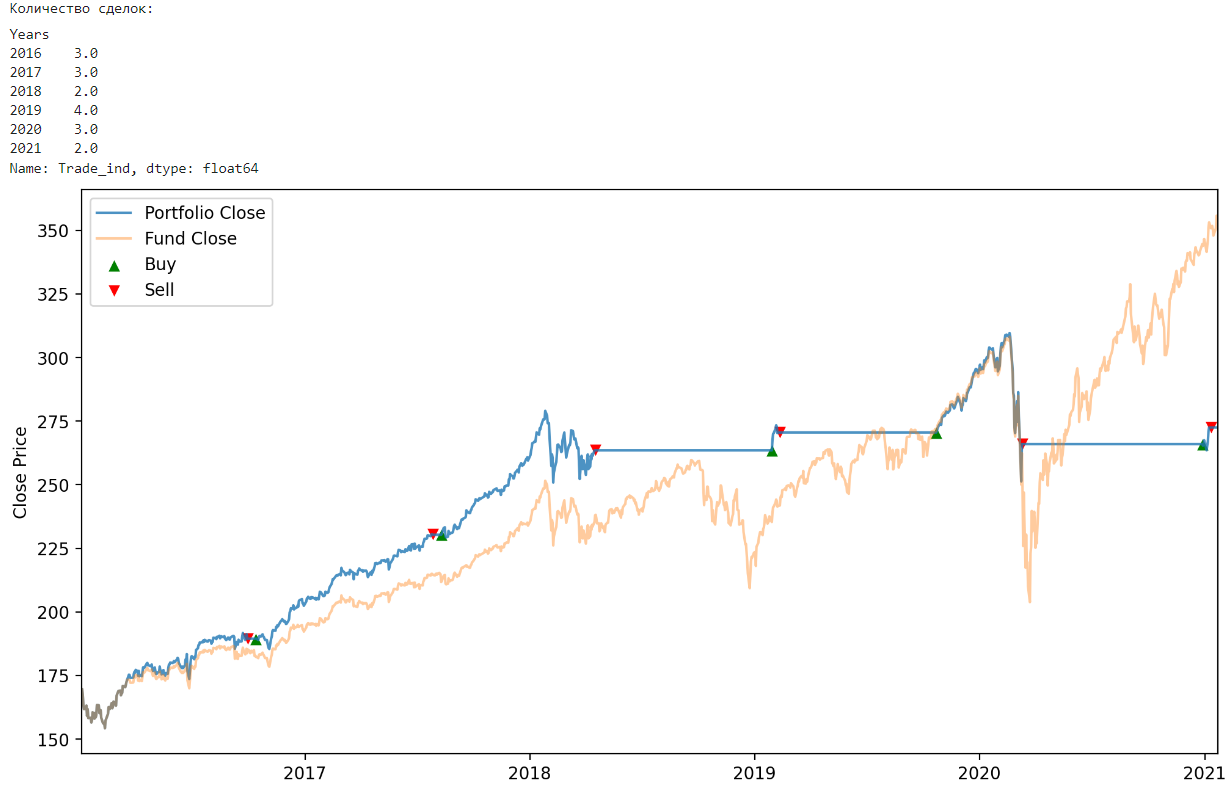 Количество сделок:
Years
2016 3.0
2017 3.0
2018 2.0
2019 4.0
2020 3.0
2021 2.0
Name: Trade_ind, dtype: float64
Portfolio Close
Fund Close
Buy
Sell
Close Price
350
325
300
275
250
225
200
175
150
2017 2018 2019 2020 2021